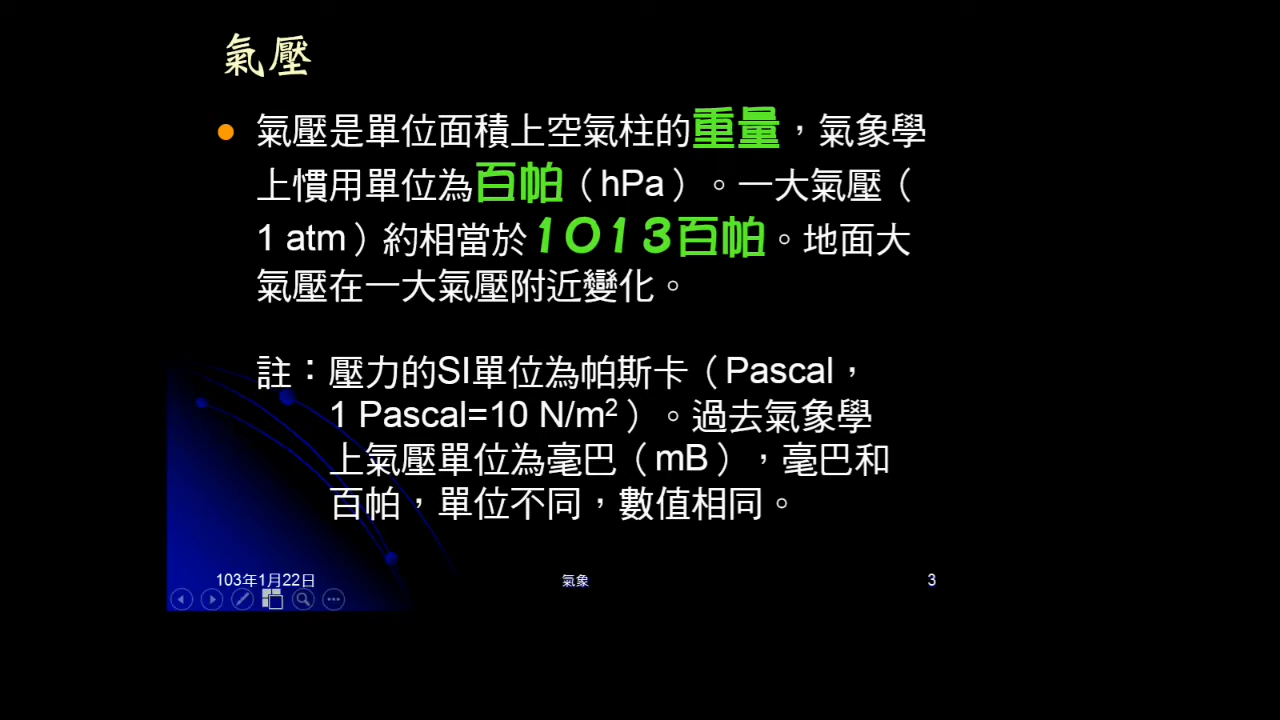 氣壓
氣壓是單位面積上空氣柱的重量，氣象學
上慣用單位為百帕（hPa）。一大氣壓（
1 atm）約相當於1013百帕。地面大
氣壓在一大氣壓附近變化。
註：壓力的SI單位為帕斯卡（Pascal，
1 Pascal=10 N/m²）。過去氣象學
上氣壓單位為毫巴（mB），毫巴和
百帕，單位不同，數值相同。
103年1月22日
氣象
3